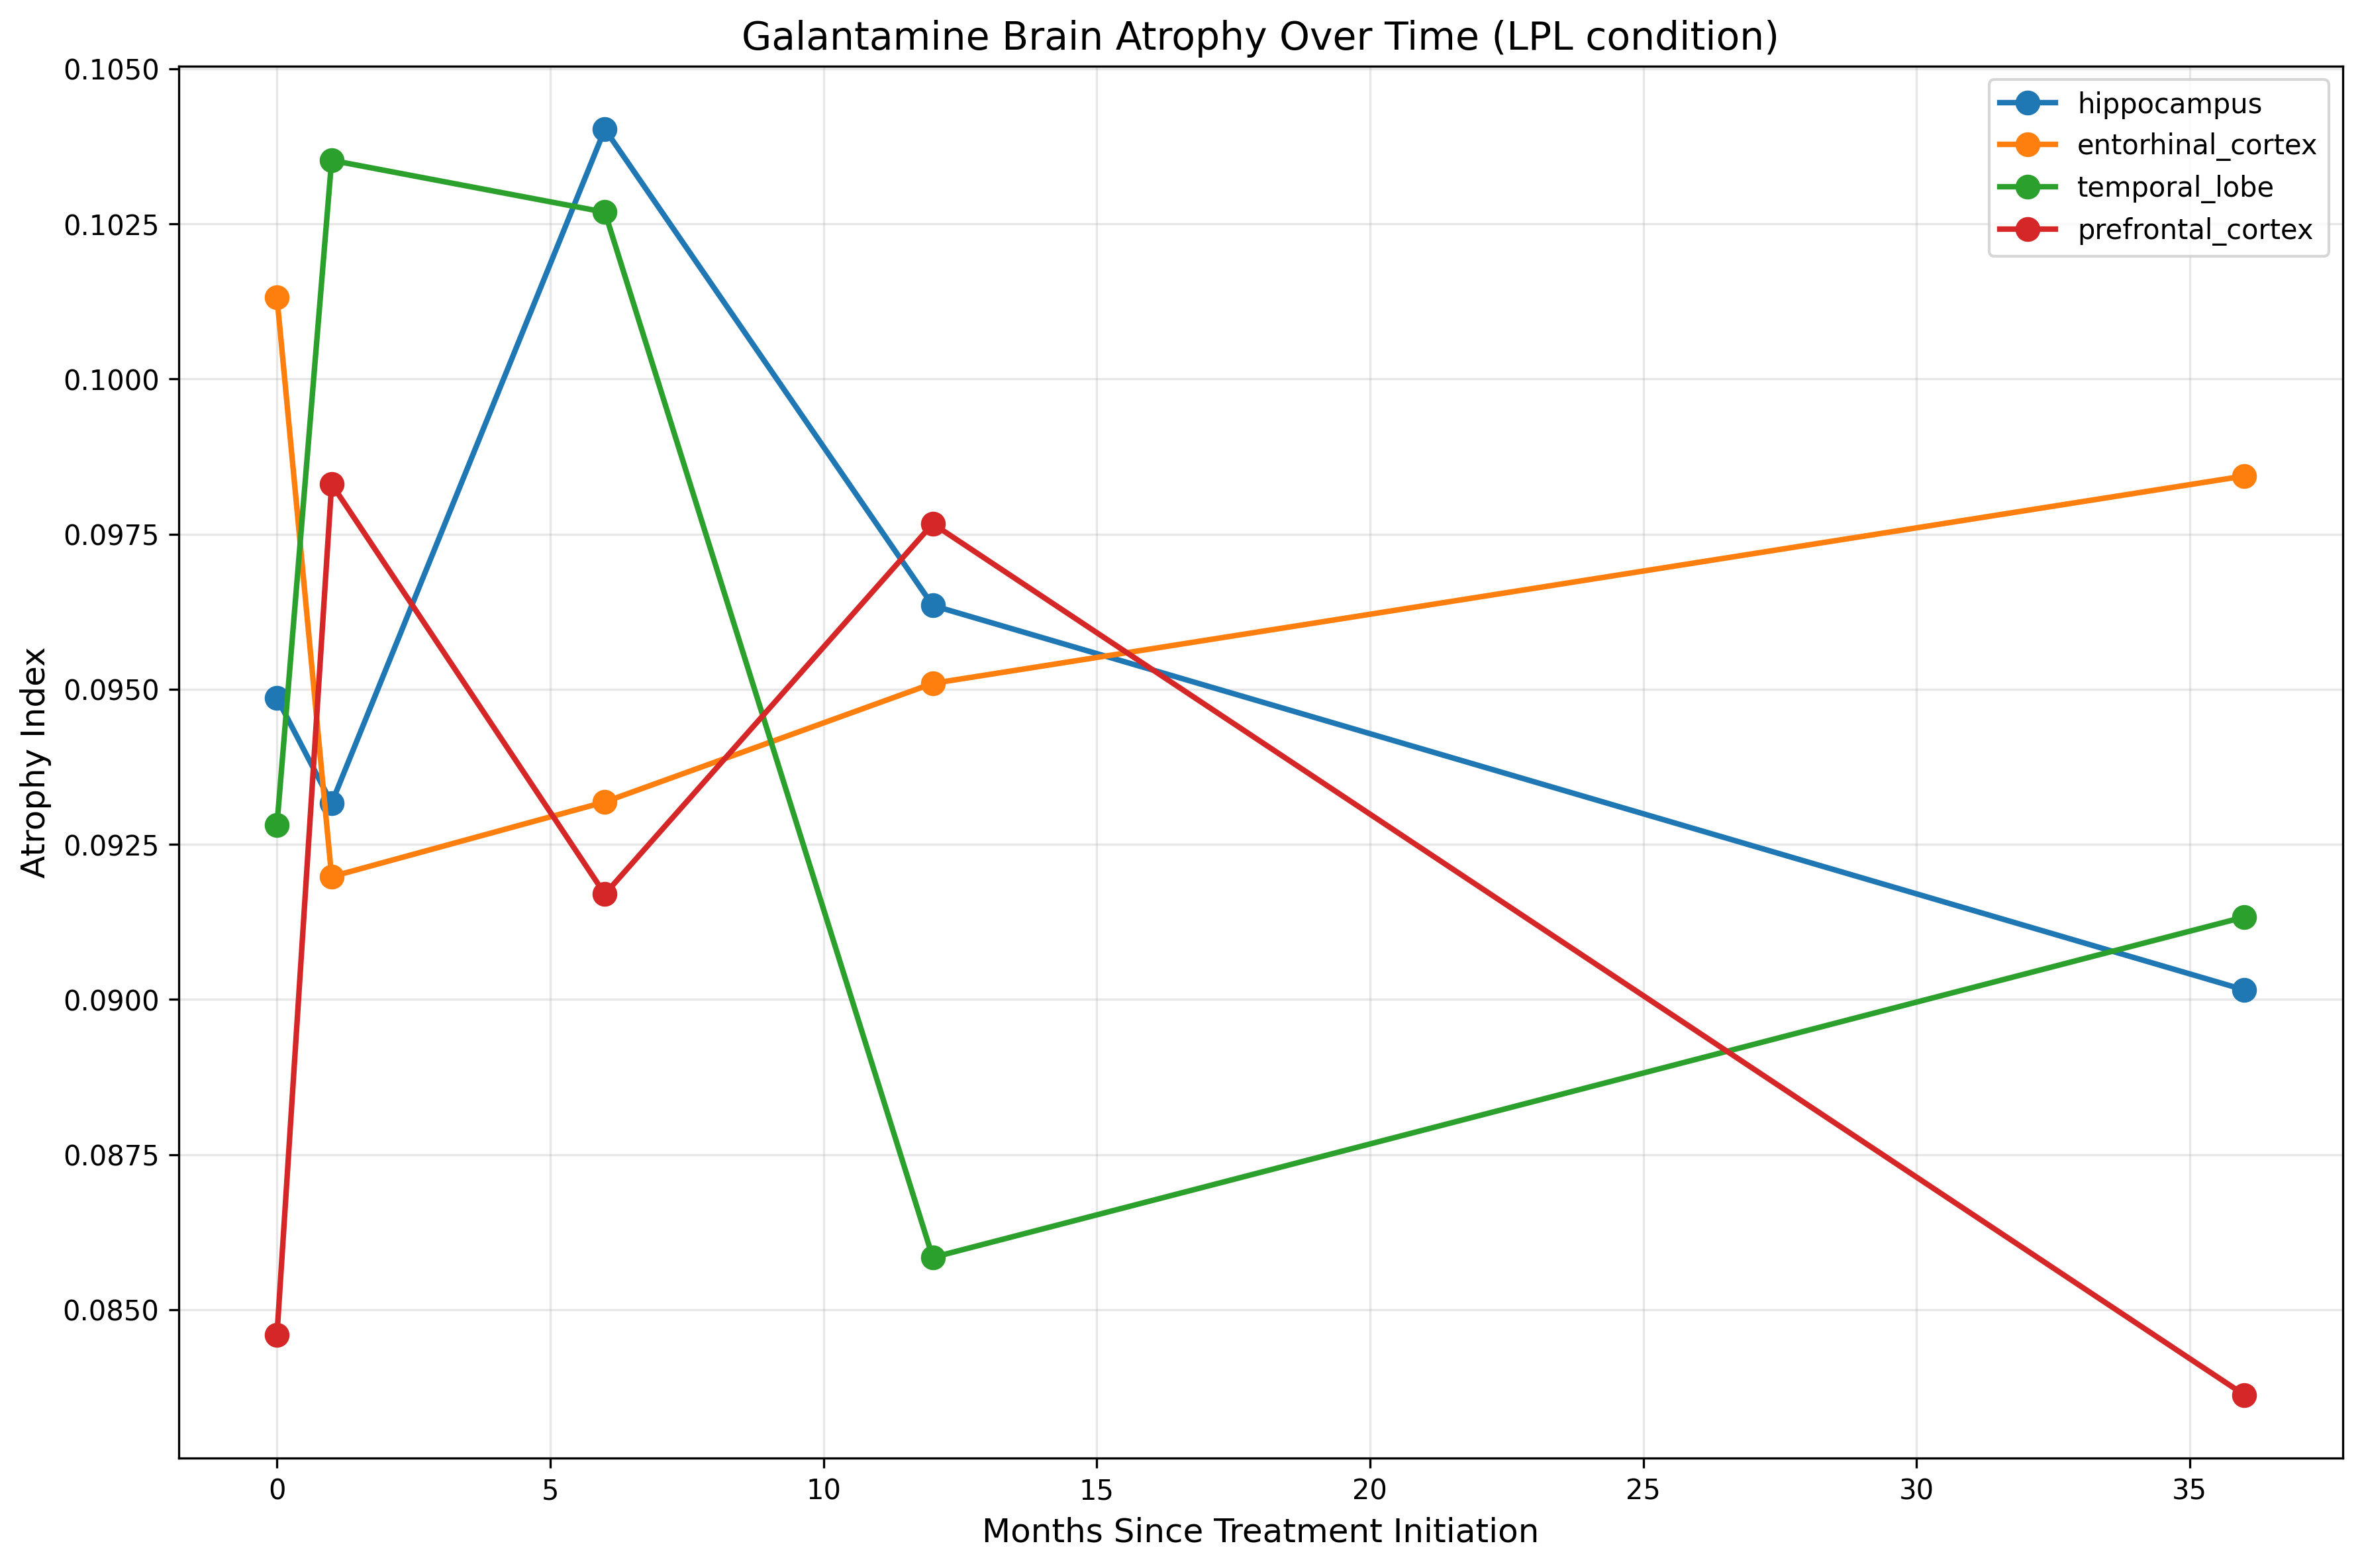 Galantamine Brain Atrophy Over Time (LPL condition)
hippocampus
entorhinal_cortex
temporal_lobe
prefrontal_cortex
Atrophy Index
0.1050
0.1025
0.1000
0.0975
0.0950
0.0925
0.0900
0.0875
0.0850
0 5 10 15 20 25 30 35
Months Since Treatment Initiation